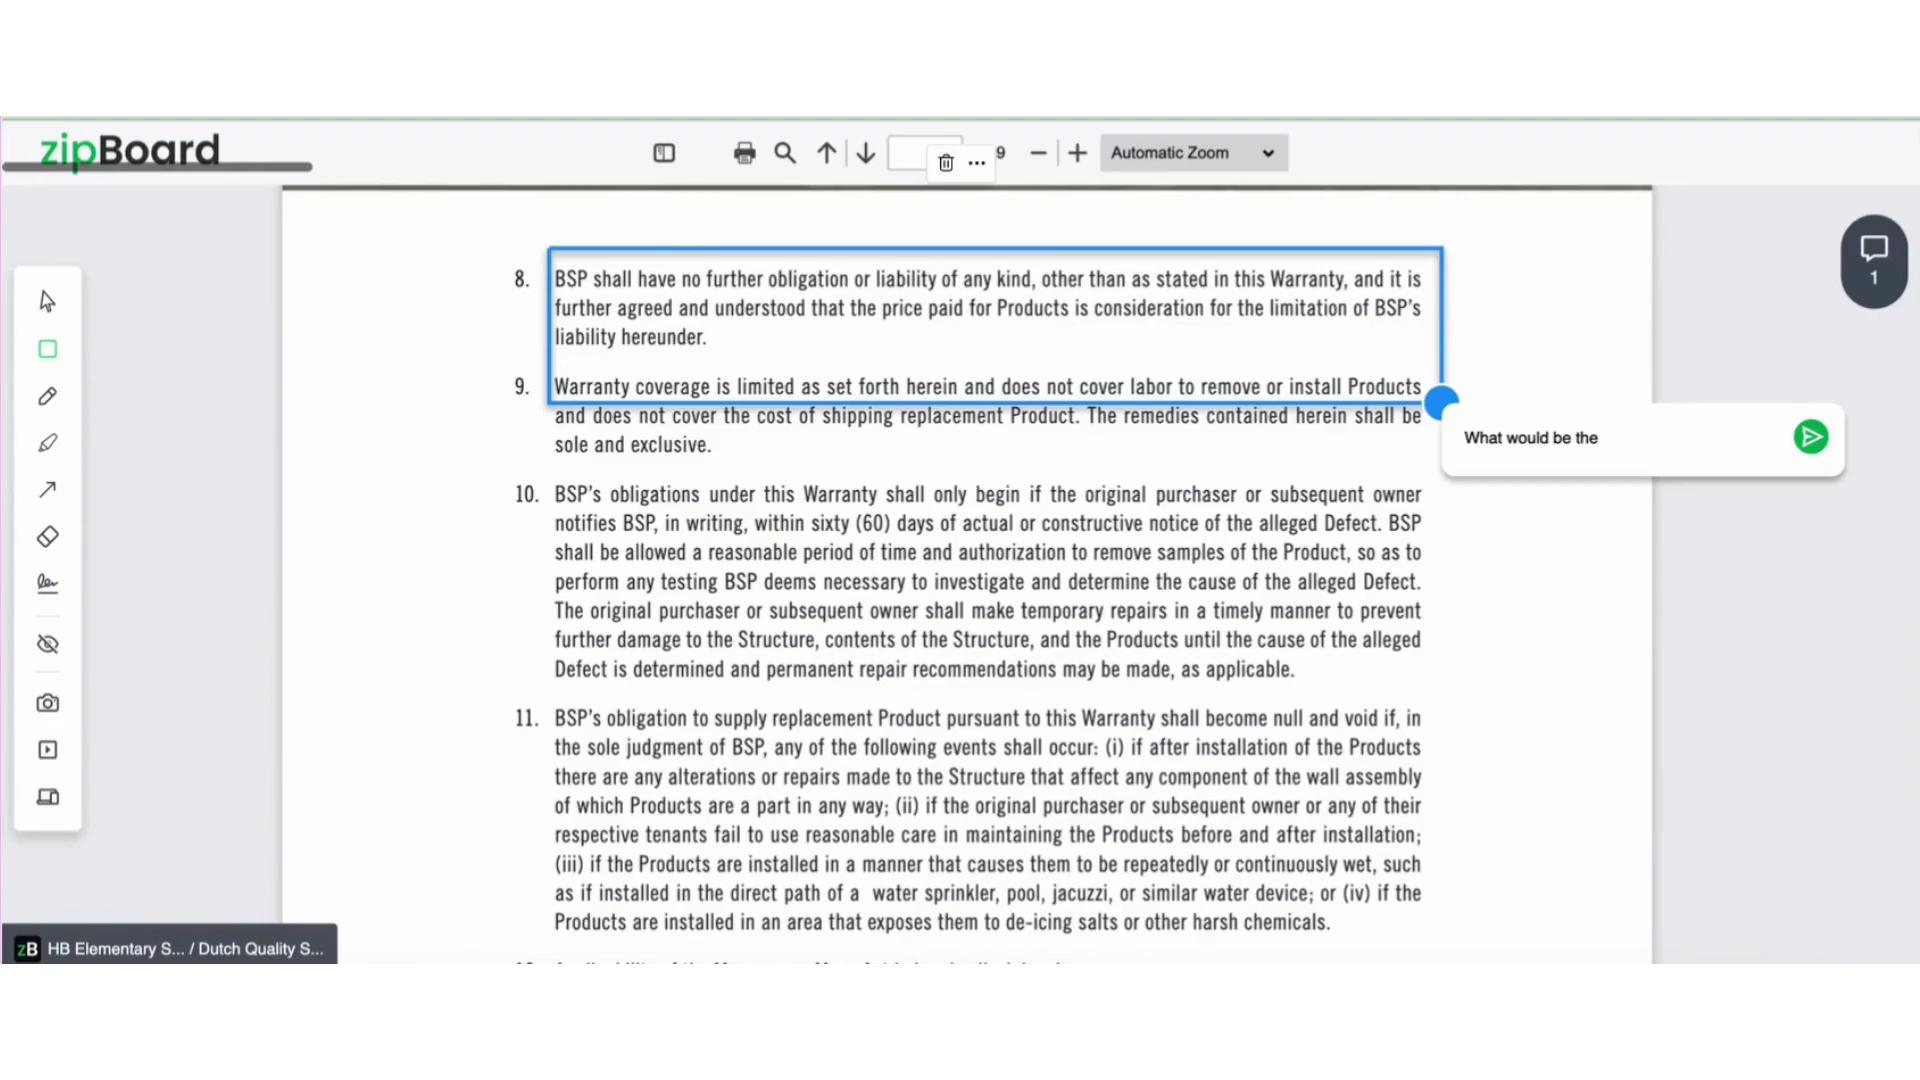 zipBoard
9
Automatic Zoom
1
8. BSP shall have no further obligation or liability of any kind, other than as stated in this Warranty, and it is
further agreed and understood that the price paid for Products is consideration for the limitation of BSP's
liability hereunder.
9. Warranty coverage is limited as set forth herein and does not cover labor to remove or install Products
and does not cover the cost of shipping replacement Product. The remedies contained herein shall be
sole and exclusive.
What would be the
10. BSP's obligations under this Warranty shall only begin if the original purchaser or subsequent owner
notifies BSP, in writing, within sixty (60) days of actual or constructive notice of the alleged Defect. BSP
shall be allowed a reasonable period of time and authorization to remove samples of the Product, so as to
perform any testing BSP deems necessary to investigate and determine the cause of the alleged Defect.
The original purchaser or subsequent owner shall make temporary repairs in a timely manner to prevent
further damage to the Structure, contents of the Structure, and the Products until the cause of the alleged
Defect is determined and permanent repair recommendations may be made, as applicable.
11. BSP's obligation to supply replacement Product pursuant to this Warranty shall become null and void if, in
the sole judgment of BSP, any of the following events shall occur: (i) if after installation of the Products
there are any alterations or repairs made to the Structure that affect any component of the wall assembly
of which Products are a part in any way; (ii) if the original purchaser or subsequent owner or any of their
respective tenants fail to use reasonable care in maintaining the Products before and after installation;
(iii) if the Products are installed in a manner that causes them to be repeatedly or continuously wet, such
as if installed in the direct path of a water sprinkler, pool, jacuzzi, or similar water device; or (iv) if the
Products are installed in an area that exposes them to de-icing salts or other harsh chemicals.
zB HB Elementary S... / Dutch Quality S...